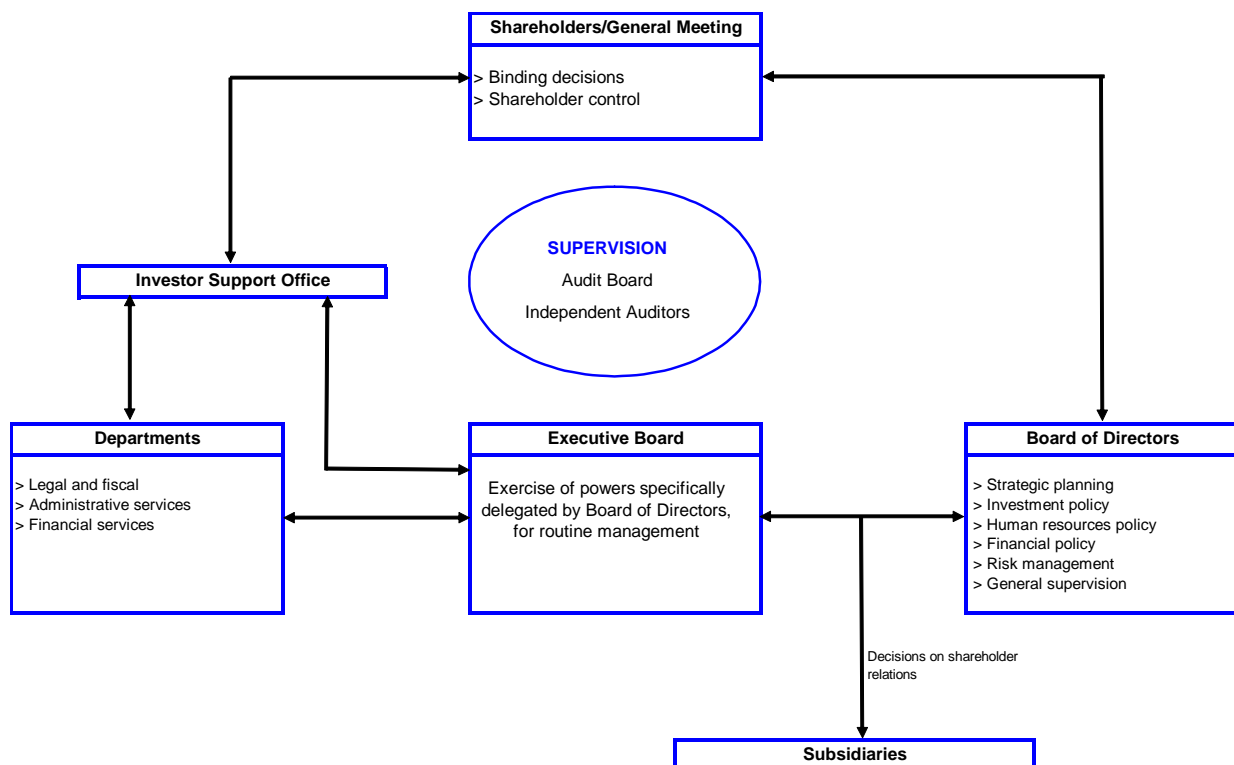 Shareholders/General Meeting
> Binding decisions
> Shareholder control
SUPERVISION
Audit Board
Independent Auditors
Investor Support Office
Departments
> Legal and fiscal
> Administrative services
> Financial services
Executive Board
Exercise of powers specifically
delegated by Board of Directors,
for routine management
Board of Directors
> Strategic planning
> Investment policy
> Human resources policy
> Financial policy
> Risk management
> General supervision
Decisions on shareholder
relations
Subsidiaries